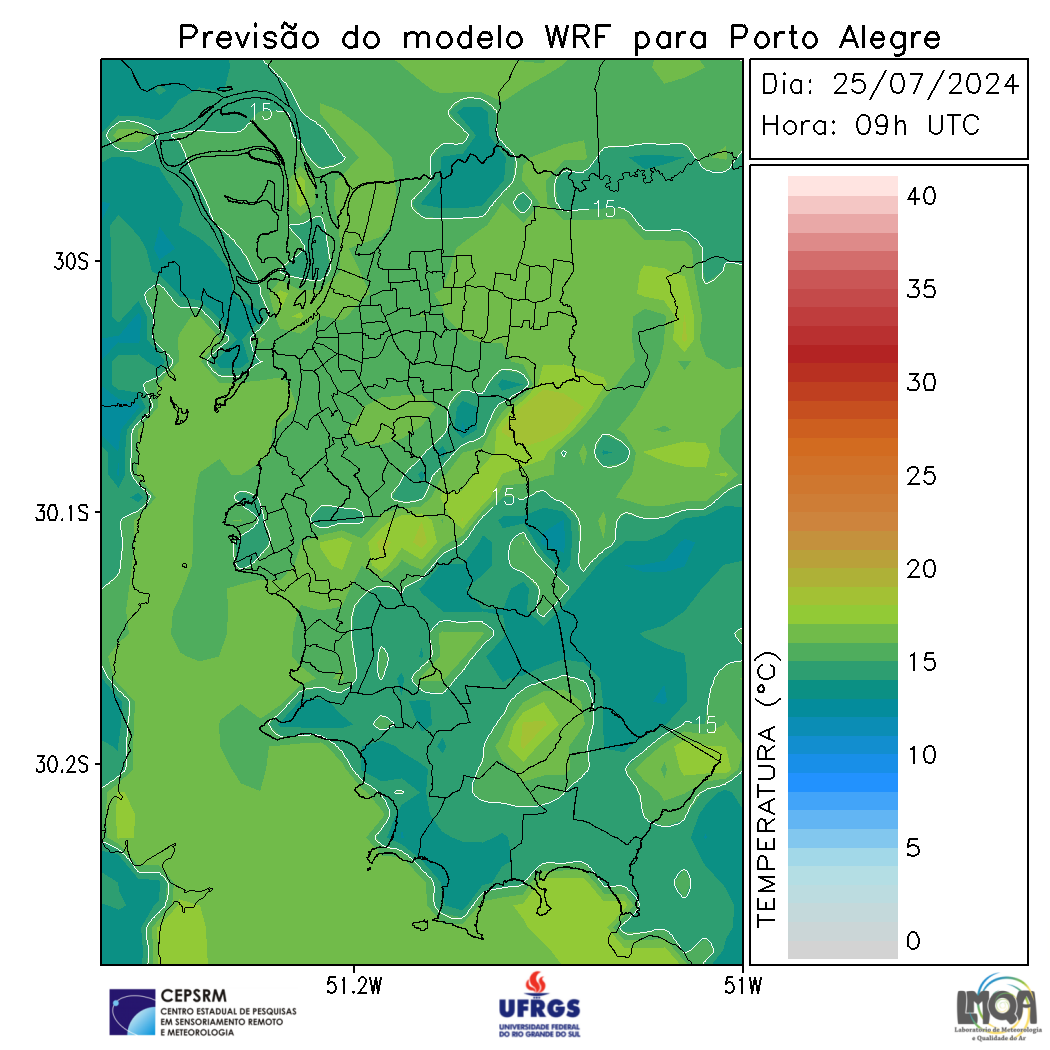 Previsão do modelo WRF para Porto Alegre
Dia: 25/07/2024
Hora: 09h UTC
15
15
15
15
30S
30.1S
30.2S
51.2W
51W
40
35
30
25
20
15
10
5
0
TEMPERATURA (°C)
CEPSRM
CENTRO ESTADUAL DE PESQUISAS
EM SENSORIAMENTO REMOTO
E METEOROLOGIA
UFRGS
UNIVERSIDADE FEDERAL
DO RIO GRANDE DO SUL
LMQA
Laboratório de Meteorologia
e Qualidade do Ar